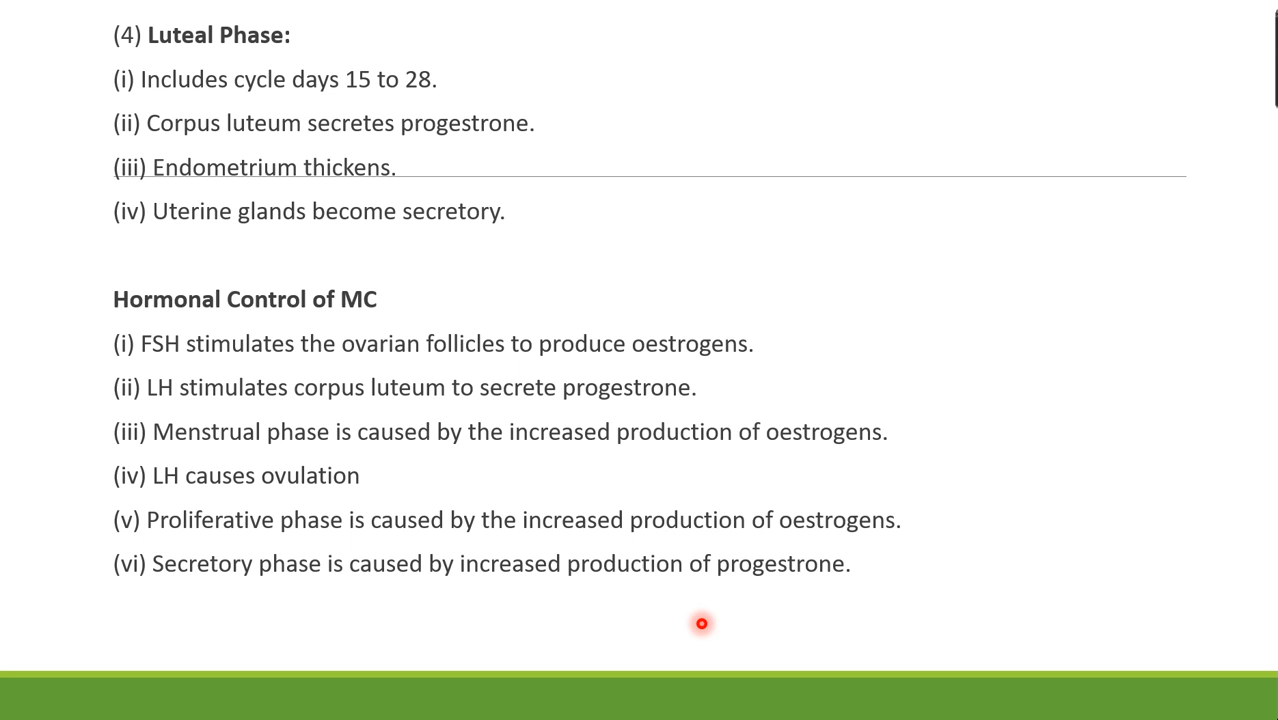 (4) Luteal Phase:
(i) Includes cycle days 15 to 28.
(ii) Corpus luteum secretes progestrone.
(iii) Endometrium thickens.
(iv) Uterine glands become secretory.
Hormonal Control of MC
(i) FSH stimulates the ovarian follicles to produce oestrogens.
(ii) LH stimulates corpus luteum to secrete progestrone.
(iii) Menstrual phase is caused by the increased production of oestrogens.
(iv) LH causes ovulation
(v) Proliferative phase is caused by the increased production of oestrogens.
(vi) Secretory phase is caused by increased production of progestrone.